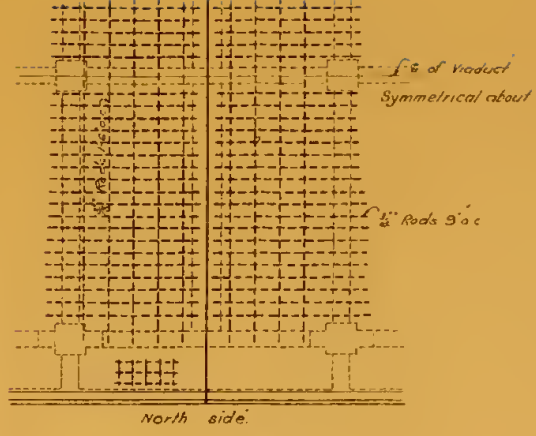 ℄ of Viaduct
Symmetrical about
½" Rods 9" o c
North side.